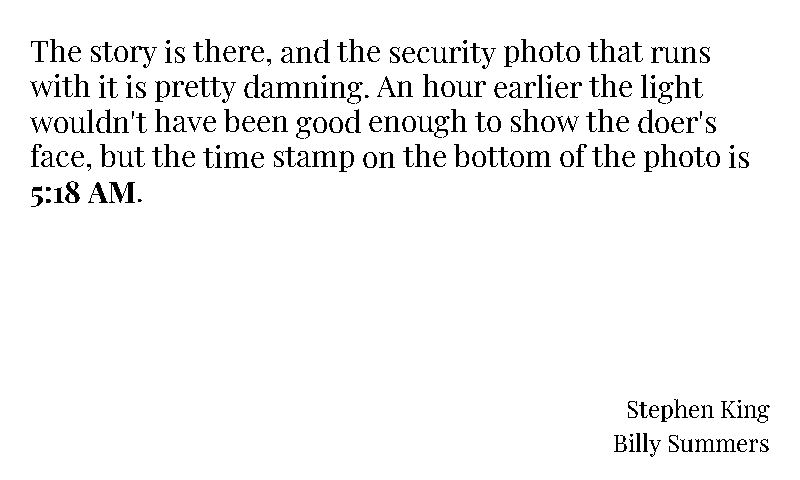 The story is there, and the security photo that runs
with it is pretty damning. An hour earlier the light
wouldn't have been good enough to show the doer's
face, but the time stamp on the bottom of the photo is
5:18 AM.
Stephen King
Billy Summers